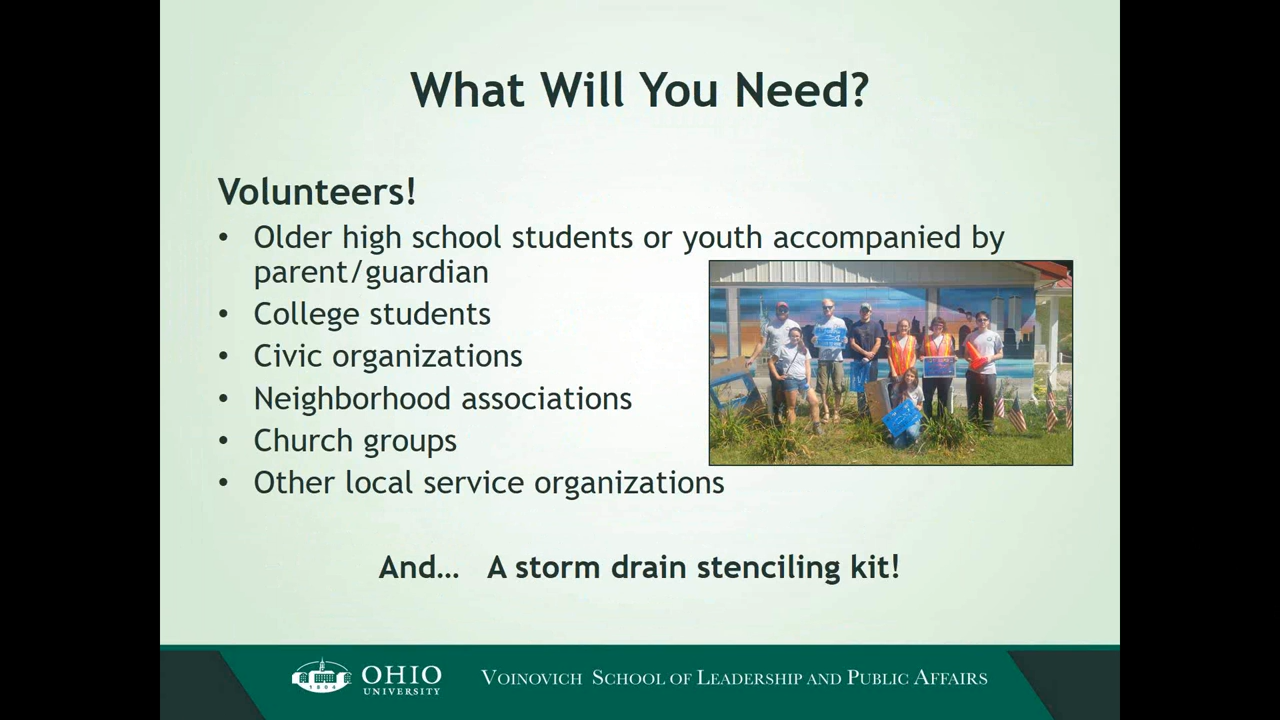 What Will You Need?
Volunteers!
• Older high school students or youth accompanied by
parent/guardian
• College students
• Civic organizations
• Neighborhood associations
• Church groups
• Other local service organizations
And… A storm drain stenciling kit!
1804
OHIO
UNIVERSITY
VOINOVICH SCHOOL OF LEADERSHIP AND PUBLIC AFFAIRS